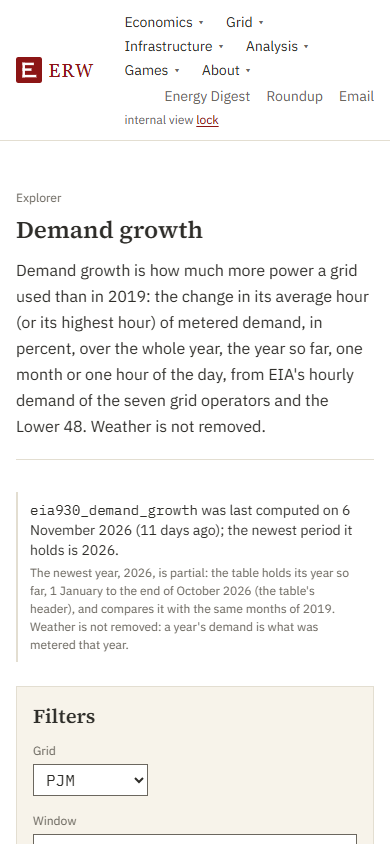 Economics ▾ Grid ▾
Infrastructure ▾ Analysis ▾
E ERW
Games ▾ About ▾
Energy Digest Roundup Email
internal view lock
Explorer
Demand growth
Demand growth is how much more power a grid
used than in 2019: the change in its average hour
(or its highest hour) of metered demand, in
percent, over the whole year, the year so far, one
month or one hour of the day, from EIA's hourly
demand of the seven grid operators and the
Lower 48. Weather is not removed.
eia930_demand_growth was last computed on 6
November 2026 (11 days ago); the newest period it
holds is 2026.
The newest year, 2026, is partial: the table holds its year so
far, 1 January to the end of October 2026 (the table's
header), and compares it with the same months of 2019.
Weather is not removed: a year's demand is what was
metered that year.
Filters
Grid
PJM
Window